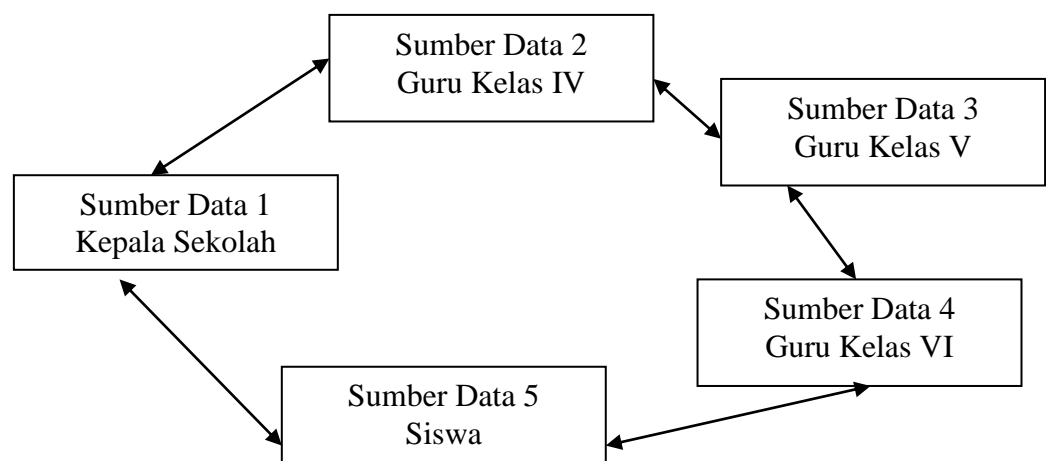 Sumber Data 2
Guru Kelas IV
Sumber Data 3
Guru Kelas V
Sumber Data 1
Kepala Sekolah
Sumber Data 4
Guru Kelas VI
Sumber Data 5
Siswa